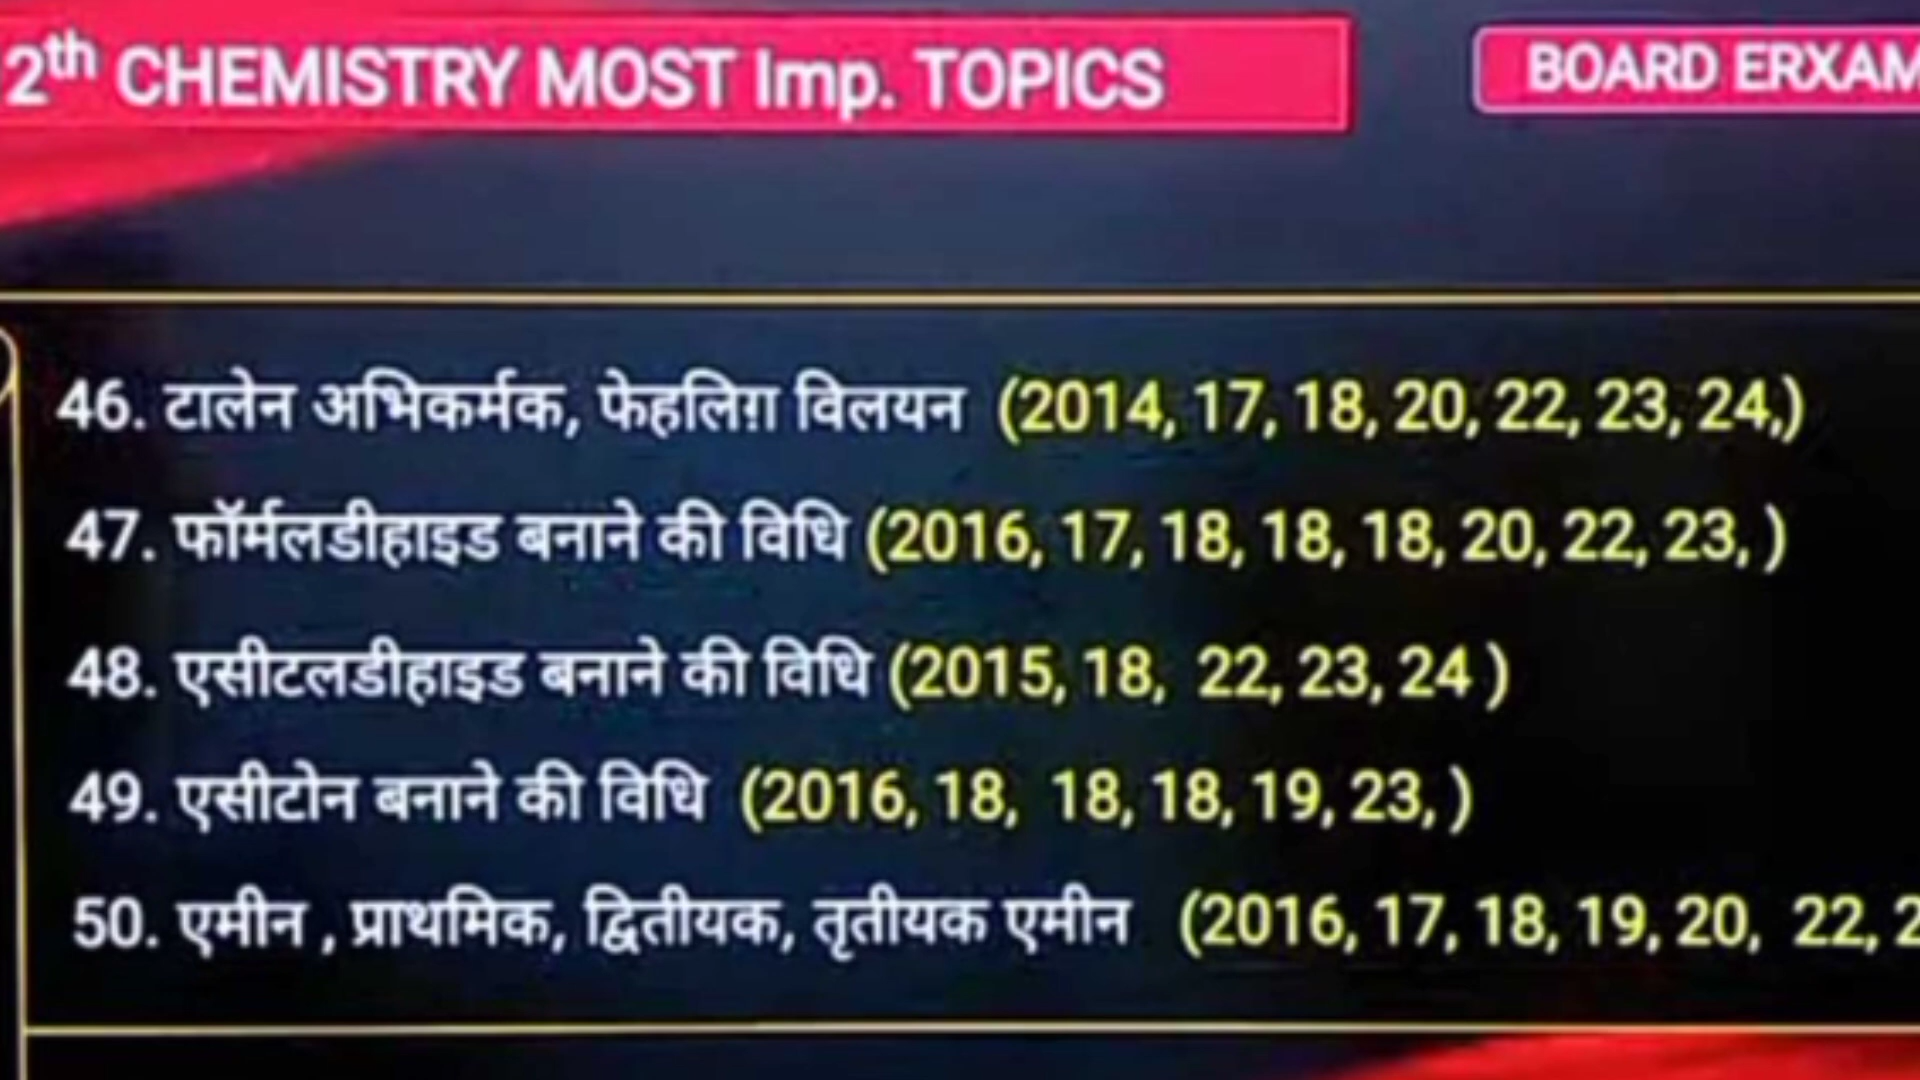 2th CHEMISTRY MOST Imp. TOPICS
BOARD ERXAM
46. टालेन अभिकर्मक, फेहलिग़ विलयन (2014, 17, 18, 20, 22, 23, 24,)
47. फॉर्मलडीहाइड बनाने की विधि (2016, 17, 18, 18, 18, 20, 22, 23, )
48. एसीटलडीहाइड बनाने की विधि (2015, 18, 22, 23, 24 )
49. एसीटोन बनाने की विधि (2016, 18, 18, 18, 19, 23, )
50. एमीन , प्राथमिक, द्वितीयक, तृतीयक एमीन (2016, 17, 18, 19, 20, 22, 2